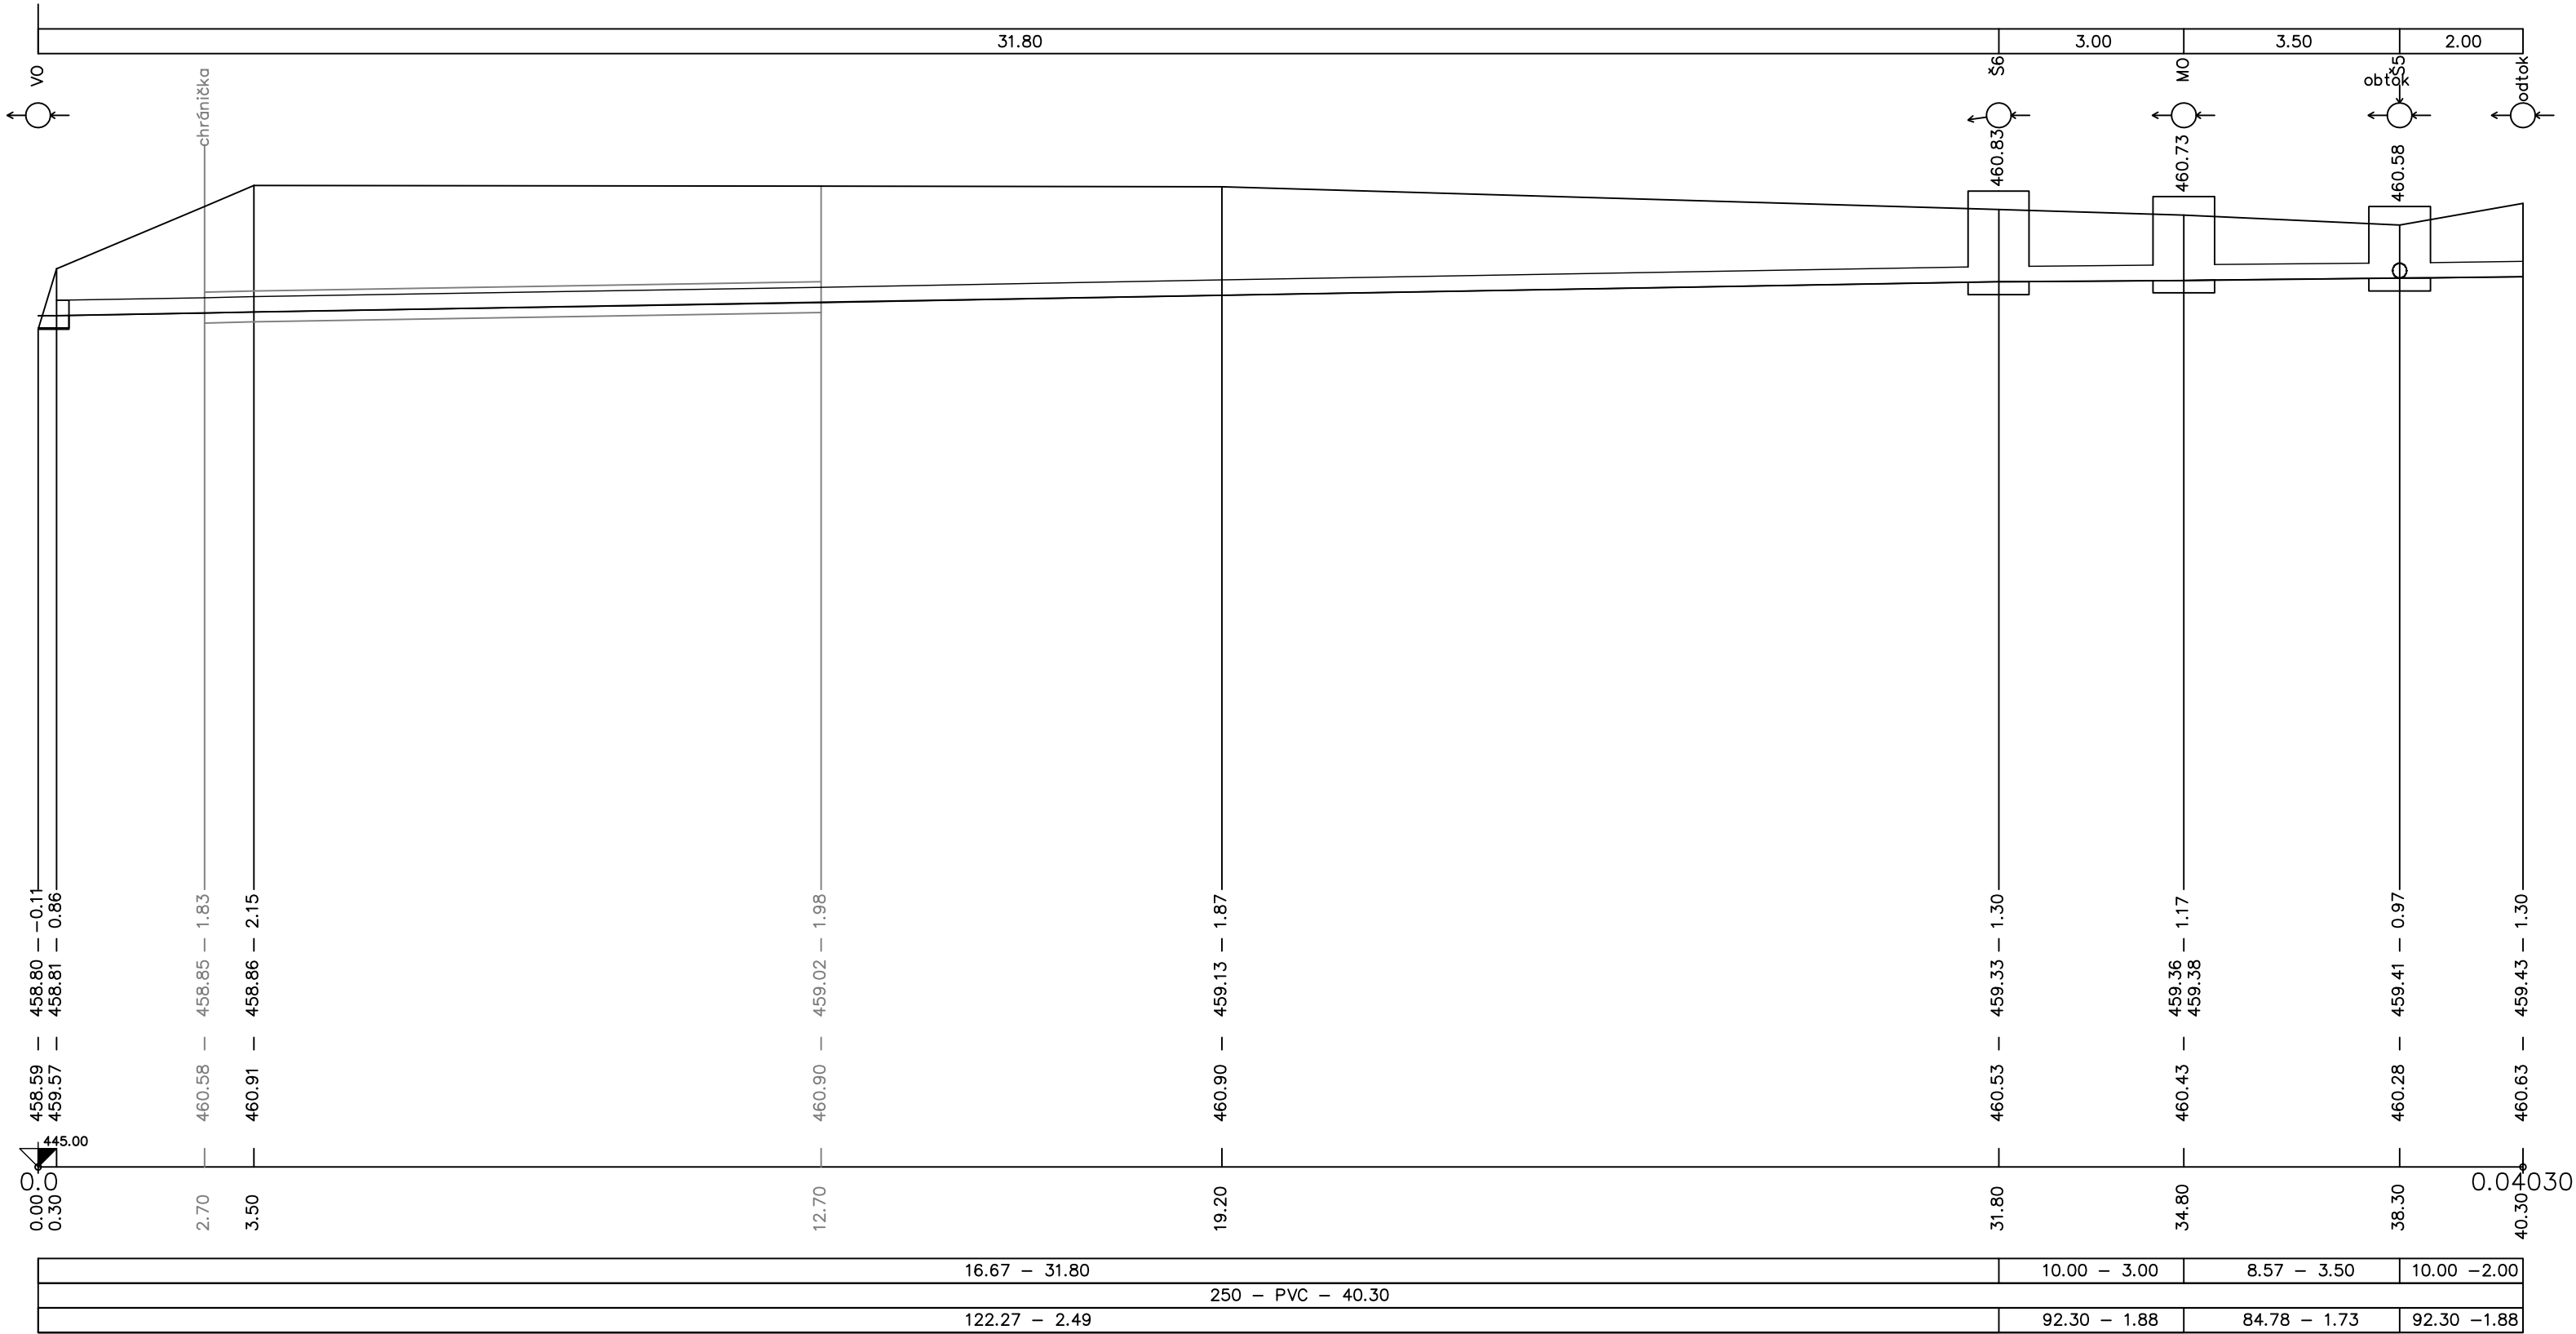 31.80 3.00 3.50 2.00
VO
chránička
Š6
MO
Š5
obtok
odtok
460.83
460.73
460.58
458.59 — 458.80 — -0.11
459.57 — 458.81 — 0.86
460.58 — 458.85 — 1.83
460.91 — 458.86 — 2.15
460.90 — 459.02 — 1.98
460.90 — 459.13 — 1.87
460.53 — 459.33 — 1.30
460.43 — 459.36 — 1.17
459.38
460.28 — 459.41 — 0.97
460.63 — 459.43 — 1.30
445.00
0.0
0.04030
0.00
0.30
2.70
3.50
12.70
19.20
31.80
34.80
38.30
40.30
16.67 – 31.80 10.00 – 3.00 8.57 – 3.50 10.00 –2.00
250 – PVC – 40.30
122.27 – 2.49 92.30 – 1.88 84.78 – 1.73 92.30 –1.88